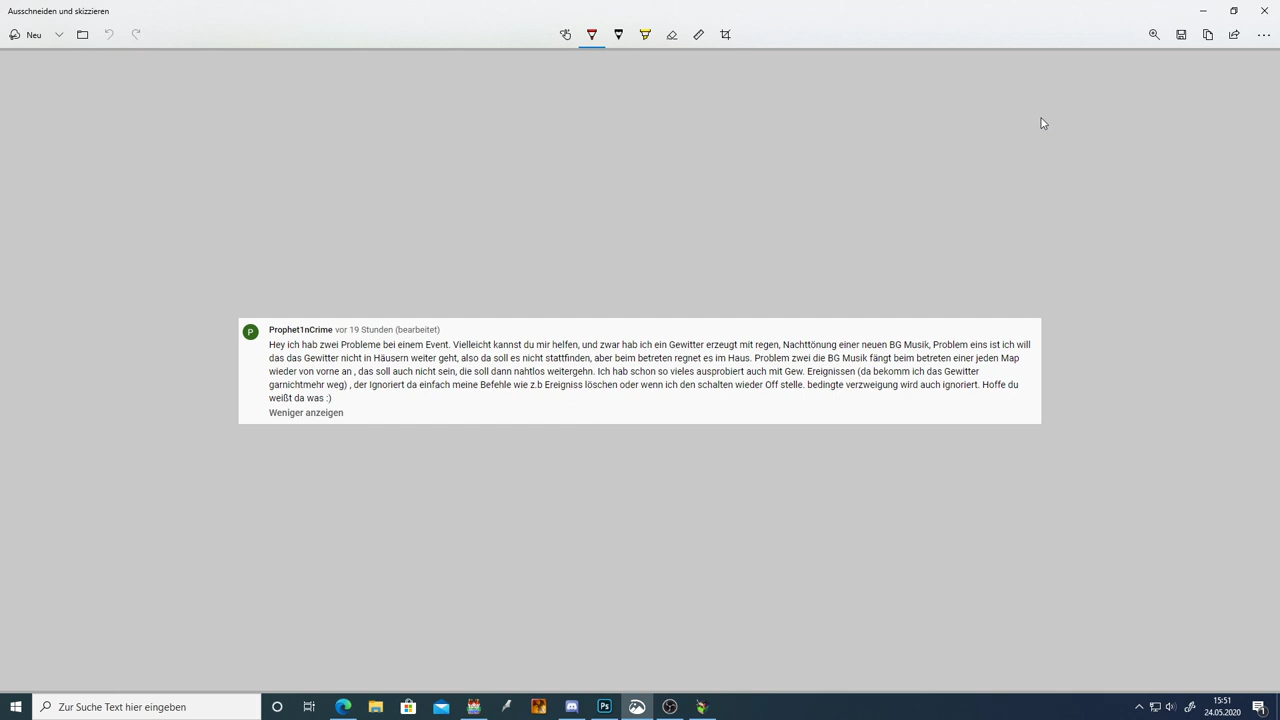 Ausschneiden und skizzieren
Neu
P
Prophet1nCrime vor 19 Stunden (bearbeitet)
Hey ich hab zwei Probleme bei einem Event. Vielleicht kannst du mir helfen, und zwar hab ich ein Gewitter erzeugt mit regen, Nachttönung einer neuen BG Musik, Problem eins ist ich will
das das Gewitter nicht in Häusern weiter geht, also da soll es nicht stattfinden, aber beim betreten regnet es im Haus. Problem zwei die BG Musik fängt beim betreten einer jeden Map
wieder von vorne an , das soll auch nicht sein, die soll dann nahtlos weitergehn. Ich hab schon so vieles ausprobiert auch mit Gew. Ereignissen (da bekomm ich das Gewitter
garnichtmehr weg) , der Ignoriert da einfach meine Befehle wie z.b Ereigniss löschen oder wenn ich den schalten wieder Off stelle. bedingte verzweigung wird auch ignoriert. Hoffe du
weißt da was :)
Weniger anzeigen
Zur Suche Text hier eingeben
Ps
15:51
24.05.2020
1